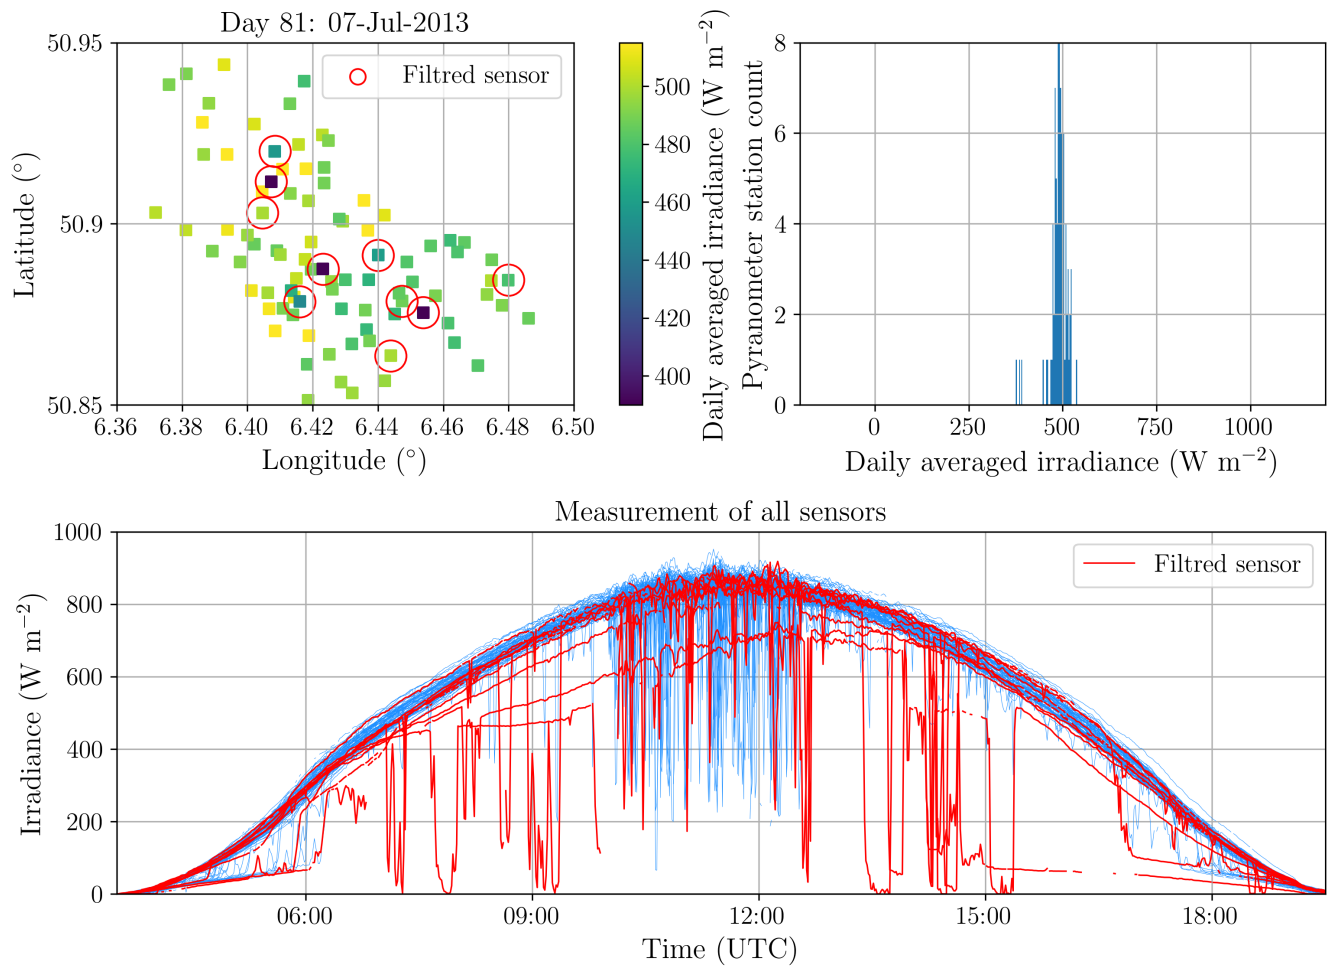 Day 81: 07-Jul-2013
50.95
50.9
50.85
Latitude (°)
6.36 6.38 6.40 6.42 6.44 6.46 6.48 6.50
Longitude (°)
Filtred sensor
500
480
460
440
420
400
Daily averaged irradiance (W m⁻²)
8
6
4
2
0
Pyranometer station count
0 250 500 750 1000
Daily averaged irradiance (W m⁻²)
Measurement of all sensors
1000
800
600
400
200
0
Irradiance (W m⁻²)
Filtred sensor
06:00 09:00 12:00 15:00 18:00
Time (UTC)